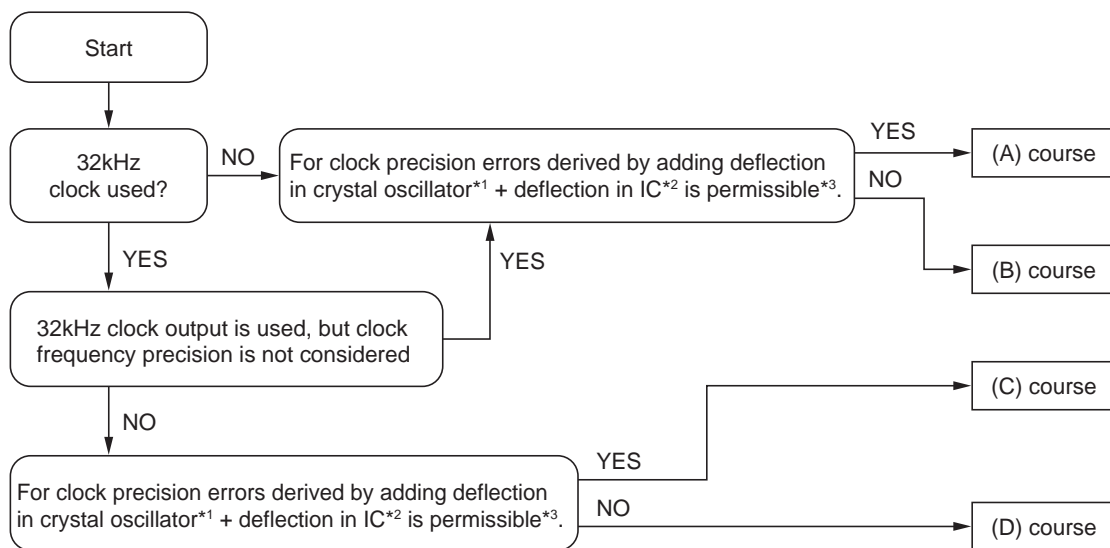 Start
32kHz
clock used?
NO
For clock precision errors derived by adding deflection
in crystal oscillator*1 + deflection in IC*2 is permissible*3.
YES
(A) course
NO
(B) course
YES
YES
32kHz clock output is used, but clock
frequency precision is not considered
NO
(C) course
For clock precision errors derived by adding deflection
in crystal oscillator*1 + deflection in IC*2 is permissible*3.
YES
NO
(D) course